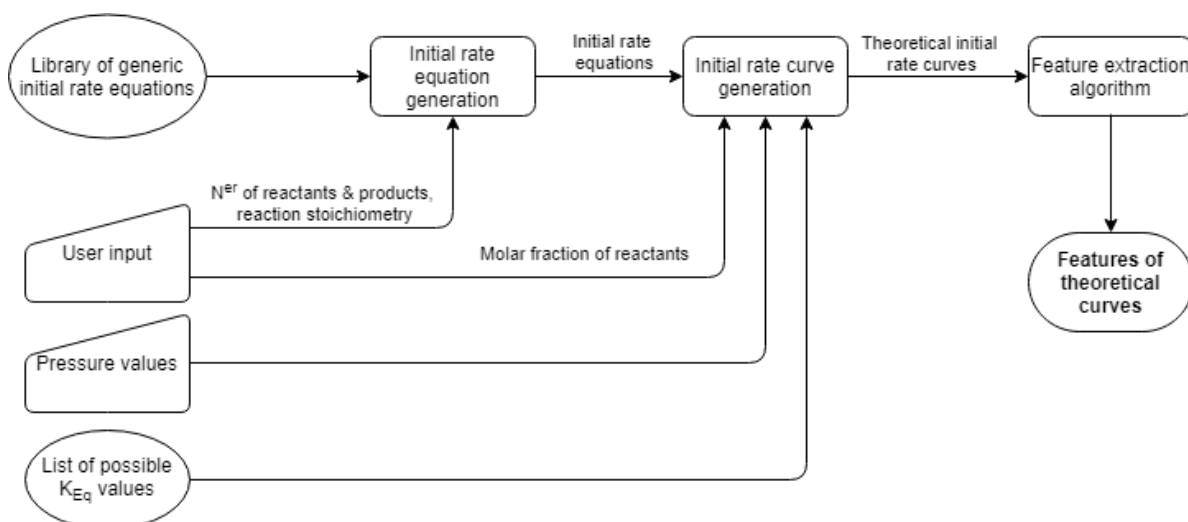 Library of generic
initial rate equations
Initial rate
equation
generation
Initial rate
equations
Initial rate curve
generation
Theoretical initial
rate curves
Feature extraction
algorithm
N^er of reactants & products,
reaction stoichiometry
User input
Molar fraction of reactants
Features of
theoretical
curves
Pressure values
List of possible
K_Eq values